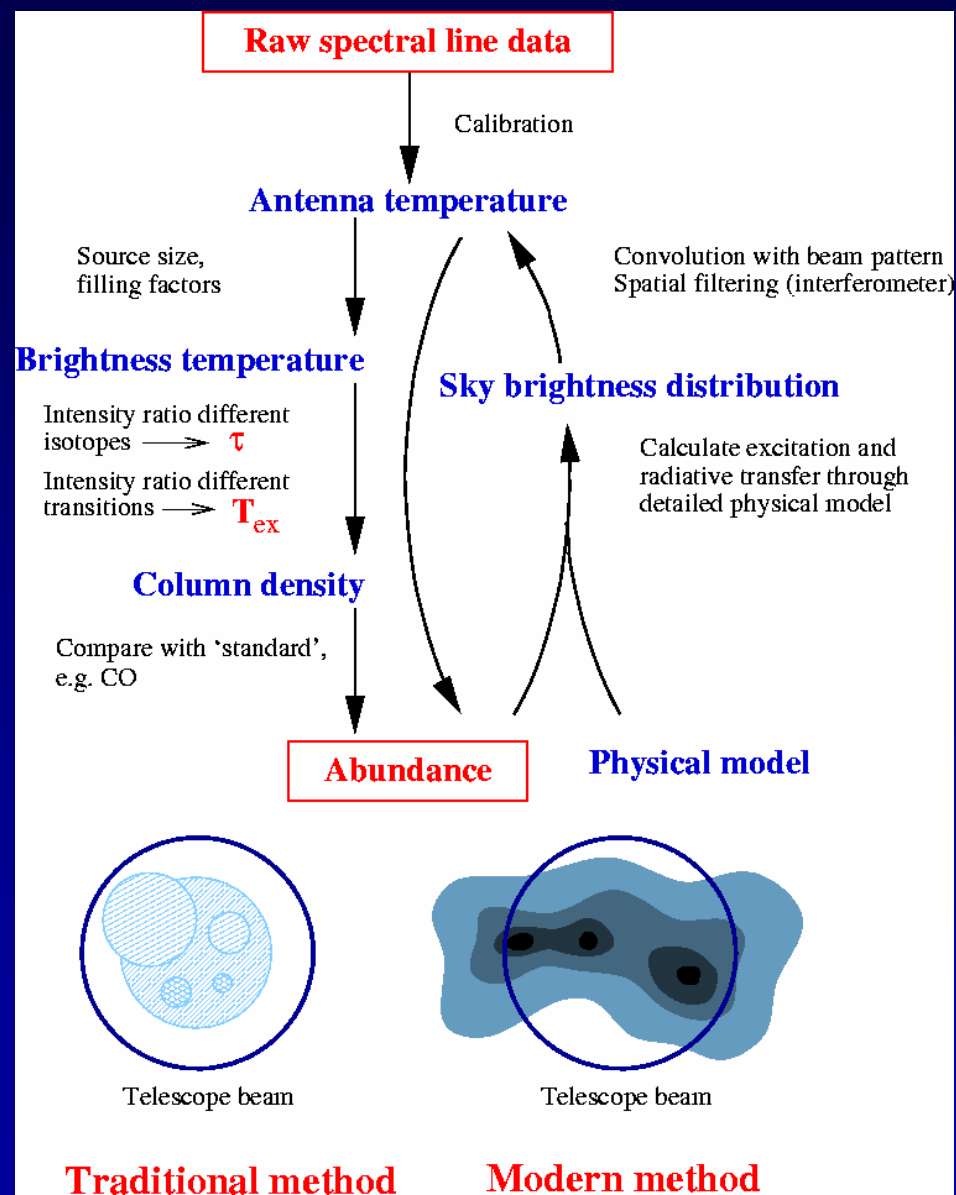 Raw spectral line data
Calibration
Antenna temperature
Source size,
filling factors
Convolution with beam pattern
Spatial filtering (interferometer)
Brightness temperature
Sky brightness distribution
Intensity ratio different
isotopes → τ
Intensity ratio different
transitions → Tex
Calculate excitation and
radiative transfer through
detailed physical model
Column density
Compare with ‘standard’,
e.g. CO
Abundance
Physical model
Telescope beam
Telescope beam
Traditional method
Modern method